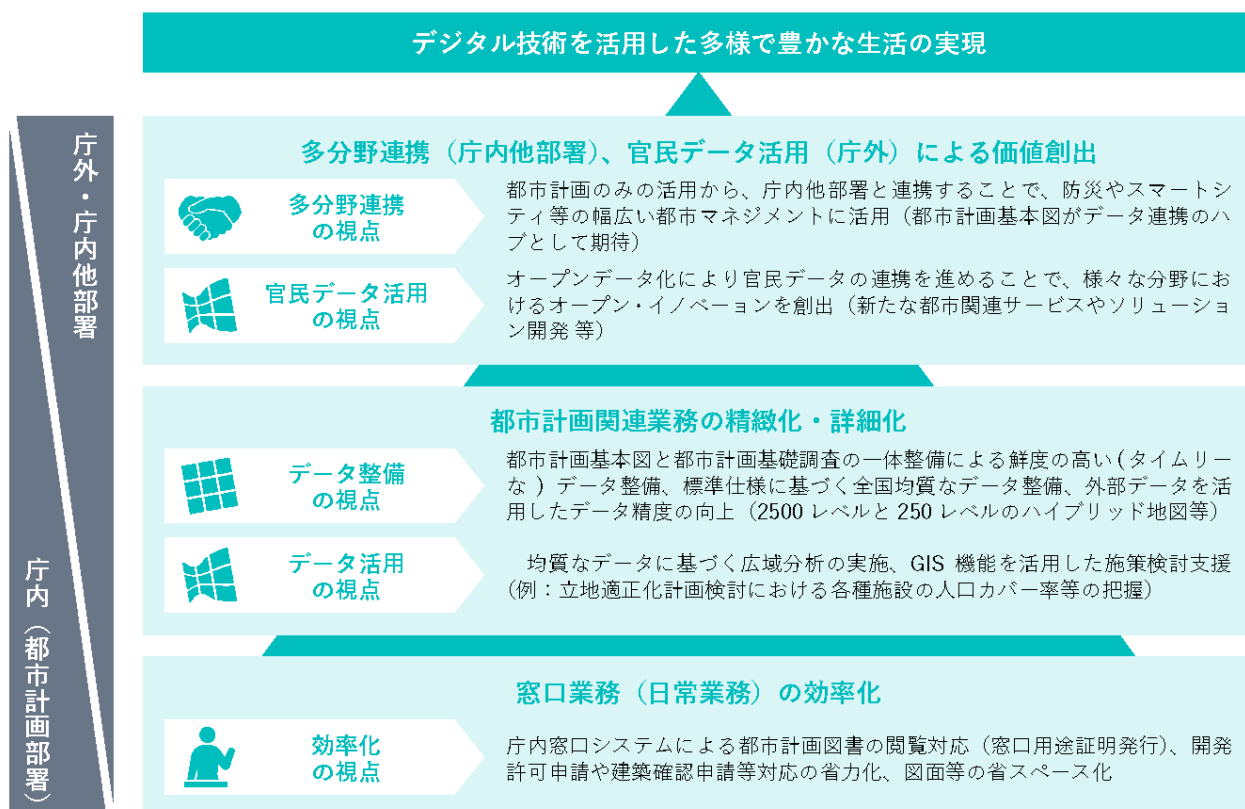 デジタル技術を活用した多様で豊かな生活の実現
庁外・庁内他部署
多分野連携（庁内他部署）、官民データ活用（庁外）による価値創出
多分野連携
の視点
都市計画のみの活用から、庁内他部署と連携することで、防災やスマートシ
ティ等の幅広い都市マネジメントに活用（都市計画基本図がデータ連携のハ
ブとして期待）
官民データ活用
の視点
オープンデータ化により官民データの連携を進めることで、様々な分野にお
けるオープン・イノベーョンを創出（新たな都市関連サービスやソリューショ
ン開発 等）
都市計画関連業務の精緻化・詳細化
データ整備
の視点
都市計画基本図と都市計画基礎調査の一体整備による鮮度の高い(タイムリー
な ) データ整備、標準仕様に基づく全国均質なデータ整備、外部データを活
用したデータ精度の向上（2500 レベルと 250 レベルのハイブリッド地図等）
データ活用
の視点
均質なデータに基づく広域分析の実施、GIS 機能を活用した施策検討支援
(例：立地適正化計画検討における各種施設の人口カバー率等の把握）
庁内（都市計画部署）
窓口業務（日常業務）の効率化
効率化
の視点
庁内窓口システムによる都市計画図書の閲覧対応（窓口用途証明発行）、開発
許可申請や建築確認申請等対応の省力化、図面等の省スペース化